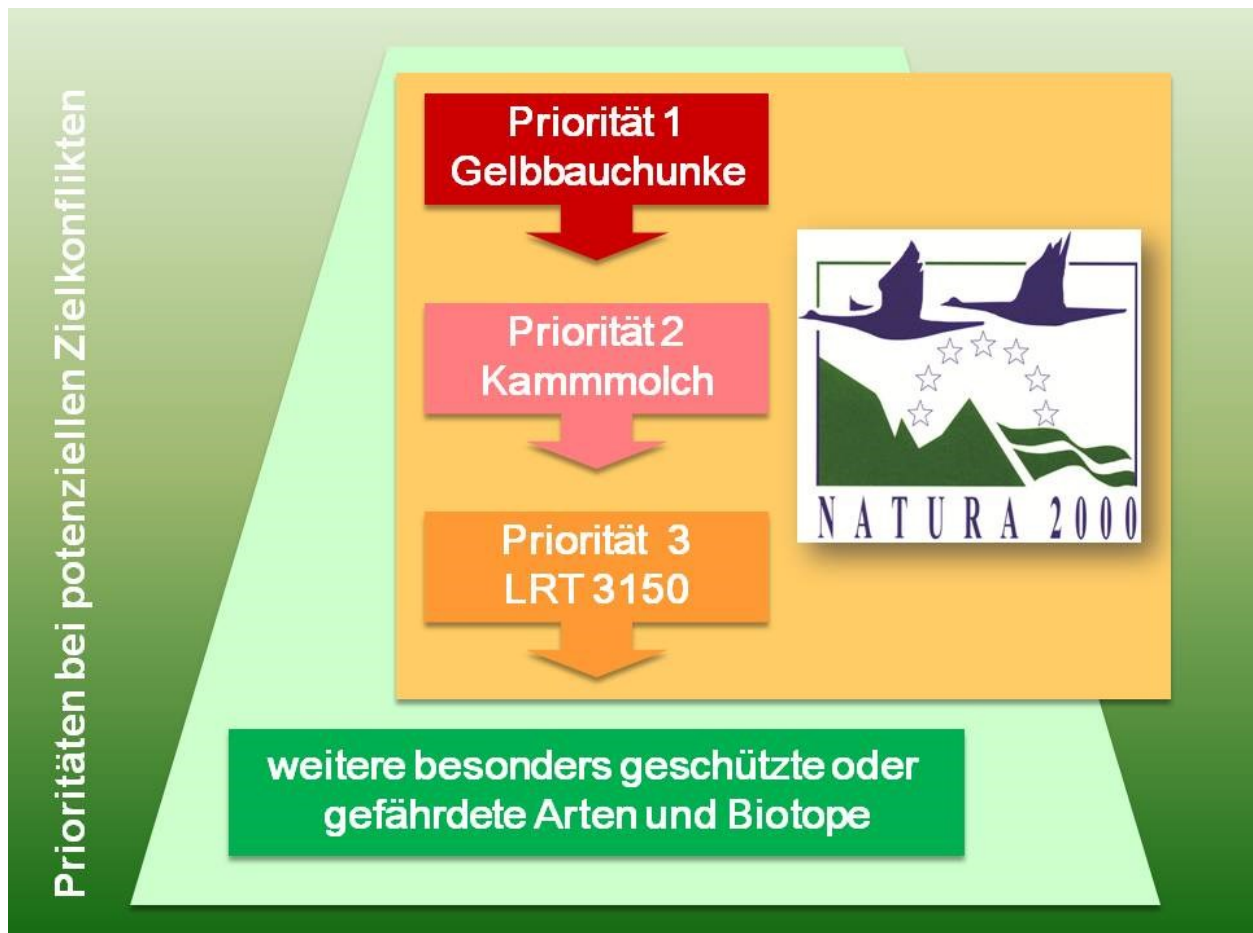 Prioritäten bei potenziellen Zielkonflikten
Priorität 1
Gelbbauchunke
Priorität 2
Kammmolch
Priorität 3
LRT 3150
NATURA 2000
weitere besonders geschützte oder
gefährdete Arten und Biotope